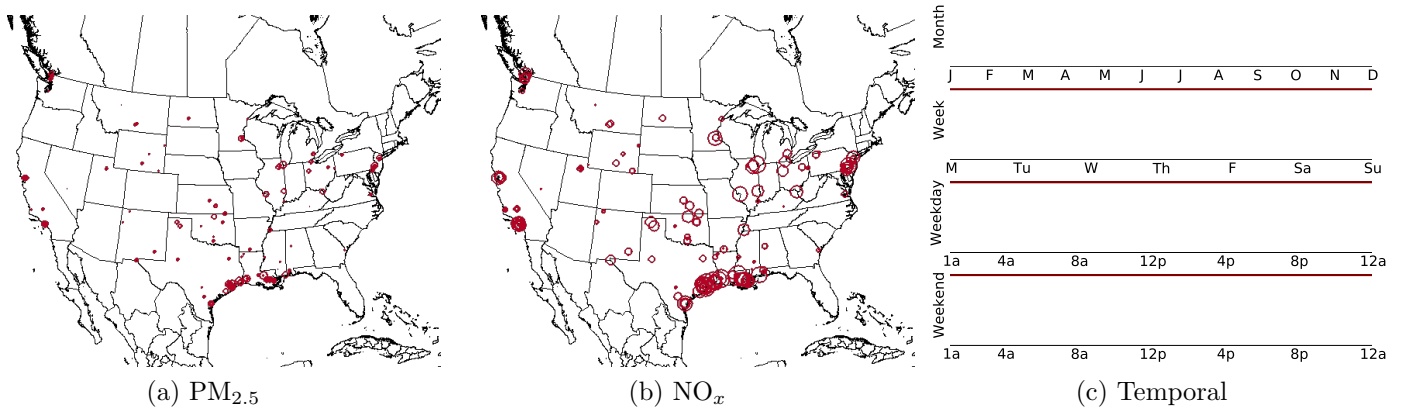 Month
J F M A M J J A S O N D
Week
M Tu W Th F Sa Su
Weekday
1a 4a 8a 12p 4p 8p 12a
Weekend
1a 4a 8a 12p 4p 8p 12a
(a) PM2.5
(b) NOx
(c) Temporal